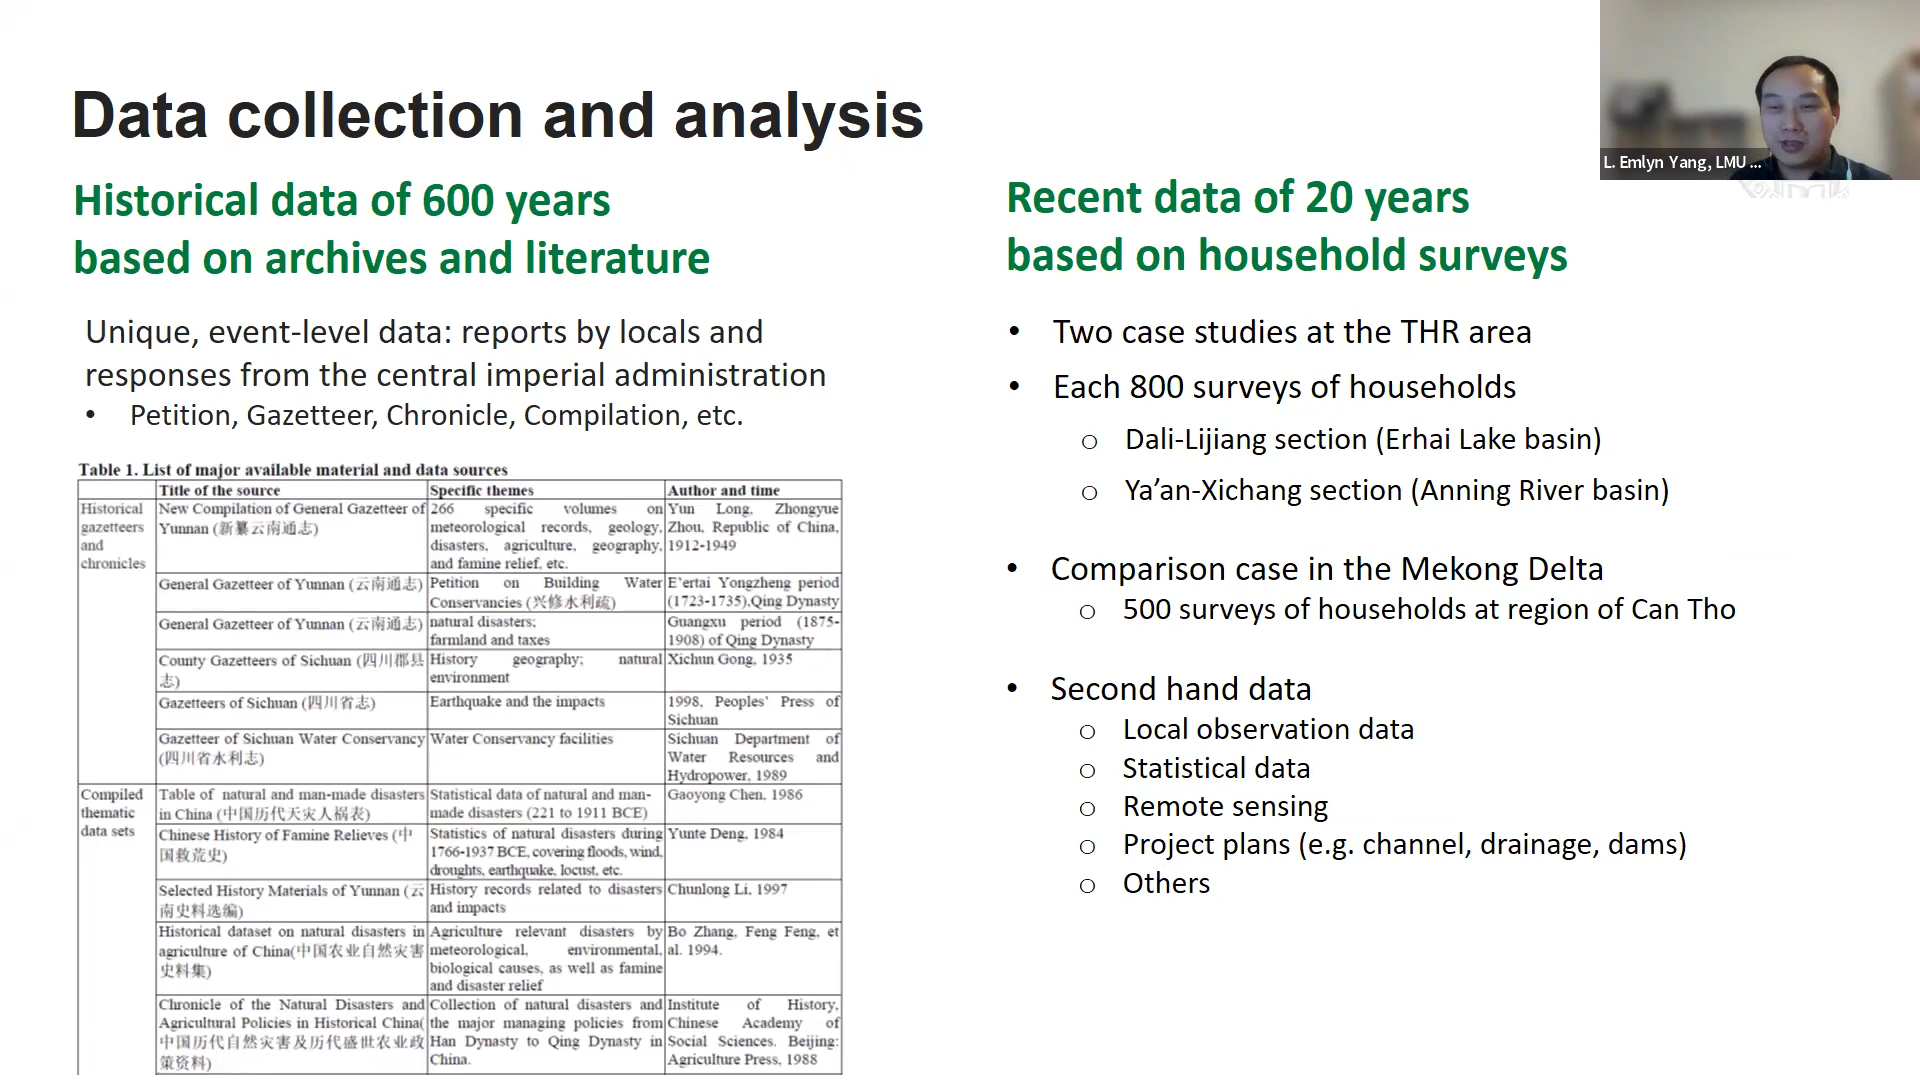 Data collection and analysis
Historical data of 600 years
based on archives and literature
Unique, event-level data: reports by locals and
responses from the central imperial administration
• Petition, Gazetteer, Chronicle, Compilation, etc.
Table 1. List of major available material and data sources
Title of the source Specific themes Author and time
Historical
gazetteers
and
chronicles
New Compilation of General Gazetteer of
Yunnan (新纂云南通志)
266 specific volumes on
meteorological records, geology,
disasters, agriculture, geography,
and famine relief, etc.
Yun Long, Zhongyue
Zhou, Republic of China,
1912-1949
General Gazetteer of Yunnan (云南通志)
Petition on Building Water
Conservancies (兴修水利疏)
E'ertai Yongzheng period
(1723-1735),Qing Dynasty
General Gazetteer of Yunnan (云南通志)
natural disasters;
farmland and taxes
Guangxu period (1875-
1908) of Qing Dynasty
County Gazetteers of Sichuan (四川郡县
志)
History geography; natural
environment
Xichun Gong, 1935
Gazetteers of Sichuan (四川省志)
Earthquake and the impacts
1998, Peoples' Press of
Sichuan
Gazetteer of Sichuan Water Conservancy
(四川省水利志)
Water Conservancy facilities
Sichuan Department of
Water Resources and
Hydropower, 1989
Compiled
thematic
data sets
Table of natural and man-made disasters
in China (中国历代天灾人祸表)
Statistical data of natural and man-
made disasters (221 to 1911 BCE)
Gaoyong Chen, 1986
Chinese History of Famine Relieves (中
国救荒史)
Statistics of natural disasters during
1766-1937 BCE, covering floods, wind,
droughts, earthquake, locust, etc.
Yunte Deng, 1984
Selected History Materials of Yunnan (云
南史料选编)
History records related to disasters
and impacts
Chunlong Li, 1997
Historical dataset on natural disasters in
agriculture of China(中国农业自然灾害
史料集)
Agriculture relevant disasters by
meteorological, environmental,
biological causes, as well as famine
and disaster relief
Bo Zhang, Feng Feng, et
al. 1994.
Chronicle of the Natural Disasters and
Agricultural Policies in Historical China(
中国历代自然灾害及历代盛世农业政
策资料)
Collection of natural disasters and
the major managing policies from
Han Dynasty to Qing Dynasty in
China.
Institute of History,
Chinese Academy of
Social Sciences. Beijing:
Agriculture Press, 1988
Recent data of 20 years
based on household surveys
• Two case studies at the THR area
• Each 800 surveys of households
o Dali-Lijiang section (Erhai Lake basin)
o Ya’an-Xichang section (Anning River basin)
• Comparison case in the Mekong Delta
o 500 surveys of households at region of Can Tho
• Second hand data
o Local observation data
o Statistical data
o Remote sensing
o Project plans (e.g. channel, drainage, dams)
o Others
L. Emlyn Yang, LMU ...